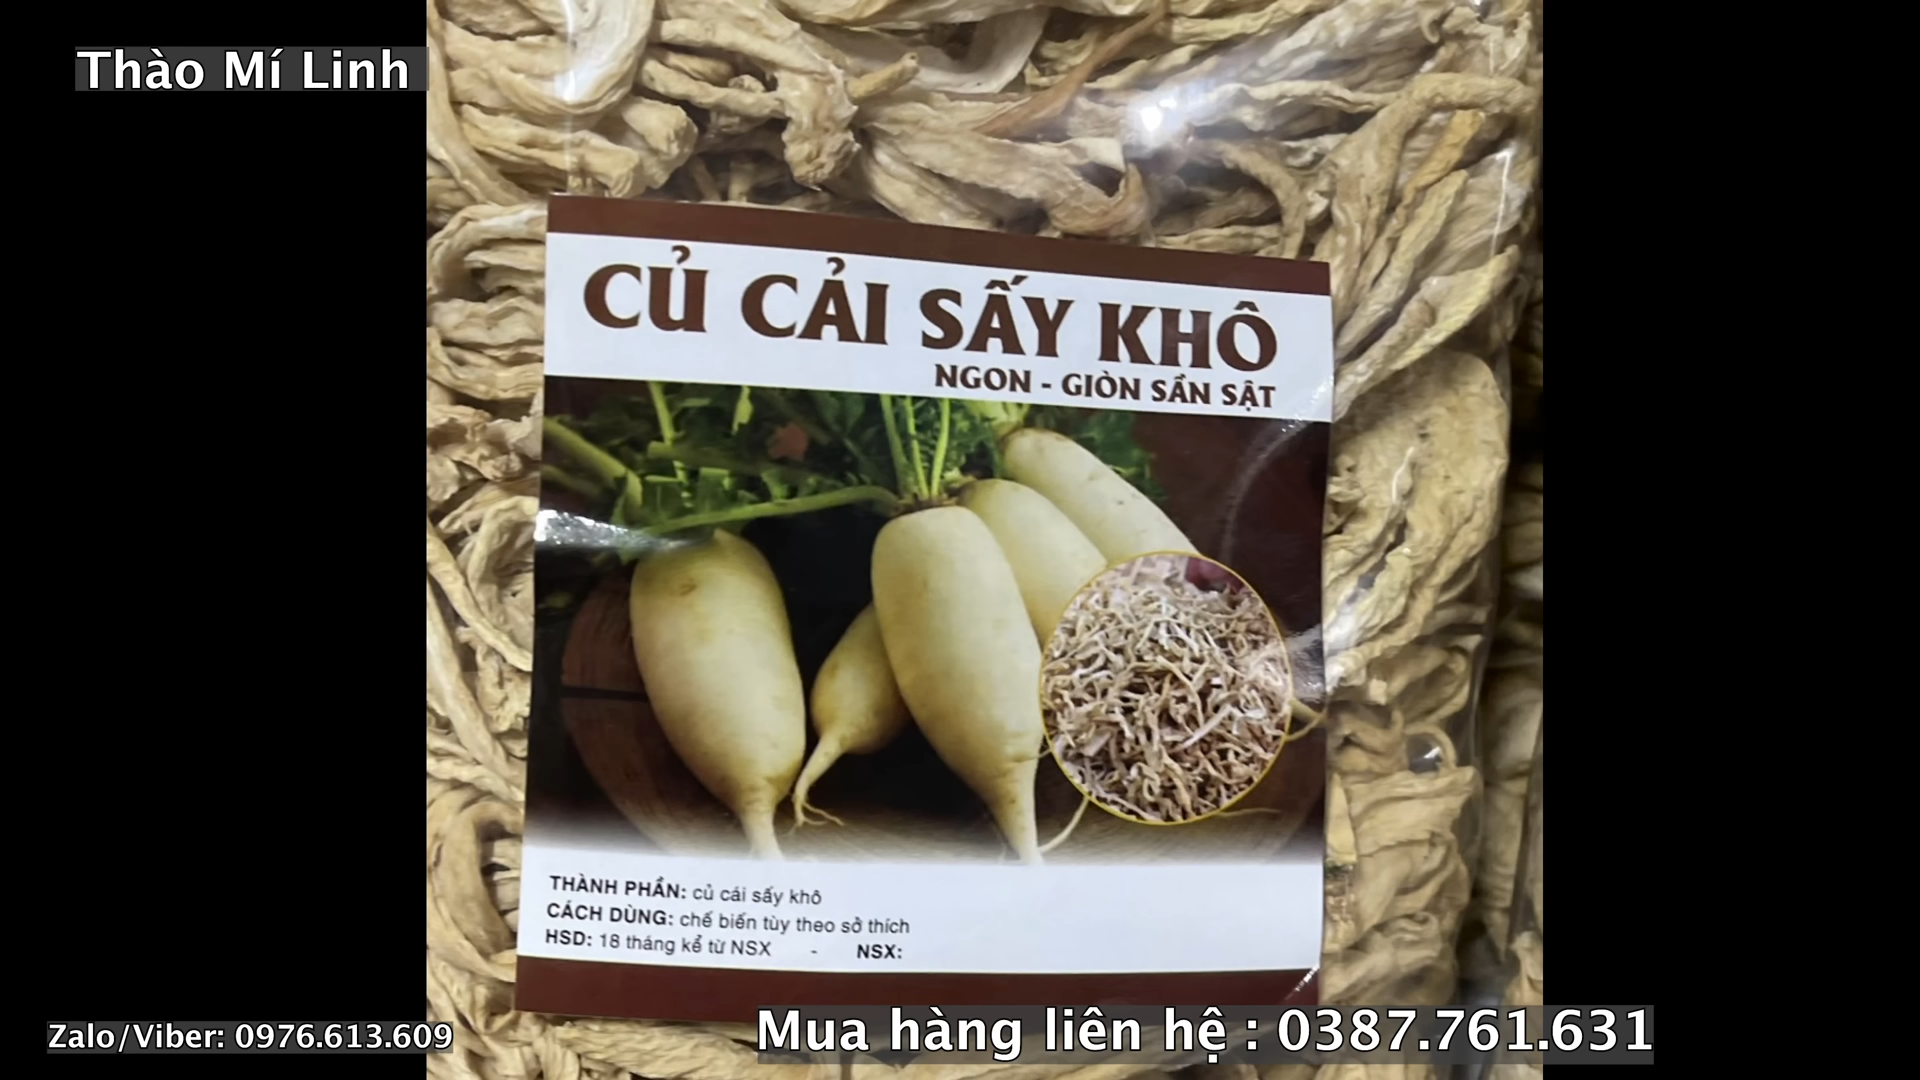 Thào Mí Linh
CỦ CẢI SẤY KHÔ
NGON - GIÒN SẦN SẬT
THÀNH PHẦN: củ cái sấy khô
CÁCH DÙNG: chế biến tùy theo sở thích
HSD: 18 tháng kể từ NSX - NSX:
Zalo/Viber: 0976.613.609
Mua hàng liên hệ : 0387.761.631